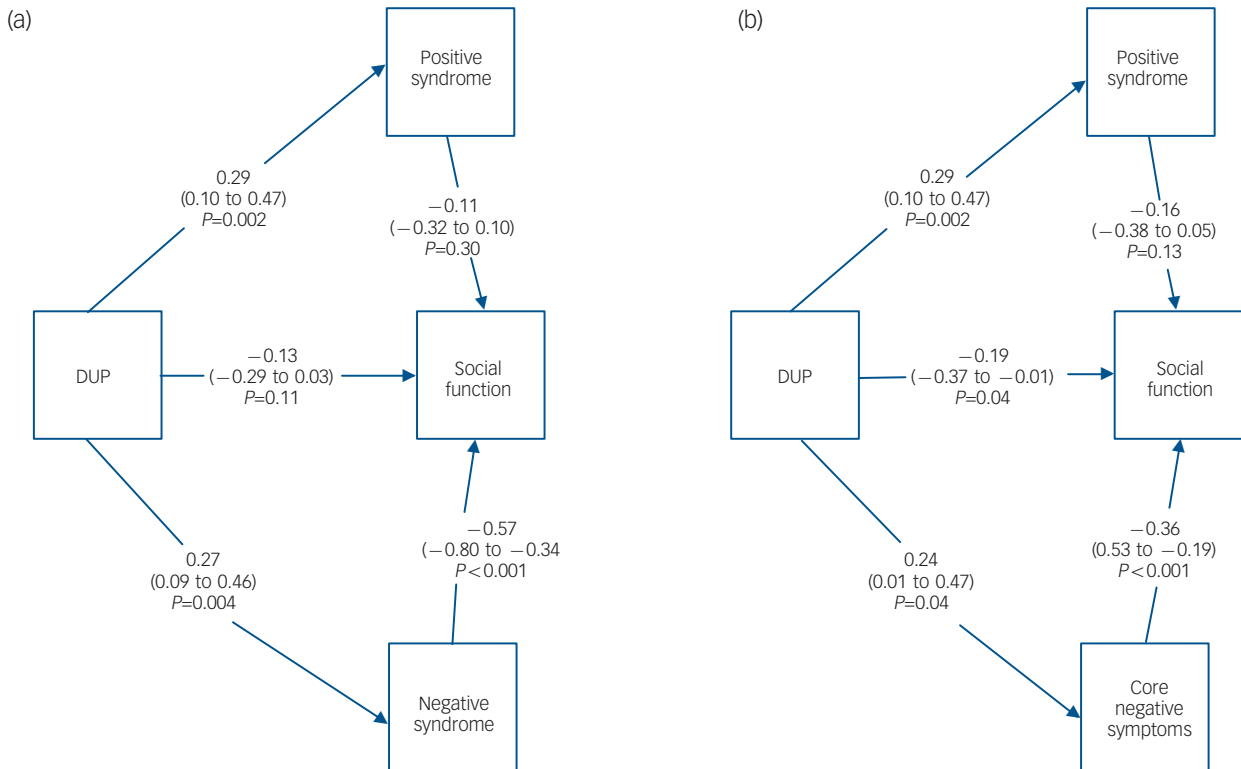 (a)
Positive
syndrome
0.29
(0.10 to 0.47)
P=0.002
−0.11
(−0.32 to 0.10)
P=0.30
DUP
−0.13
(−0.29 to 0.03)
P=0.11
Social
function
0.27
(0.09 to 0.46)
P=0.004
−0.57
(−0.80 to −0.34
P<0.001
Negative
syndrome
(b)
Positive
syndrome
0.29
(0.10 to 0.47)
P=0.002
−0.16
(−0.38 to 0.05)
P=0.13
DUP
−0.19
(−0.37 to −0.01)
P=0.04
Social
function
0.24
(0.01 to 0.47)
P=0.04
−0.36
(0.53 to −0.19)
P<0.001
Core
negative
symptoms